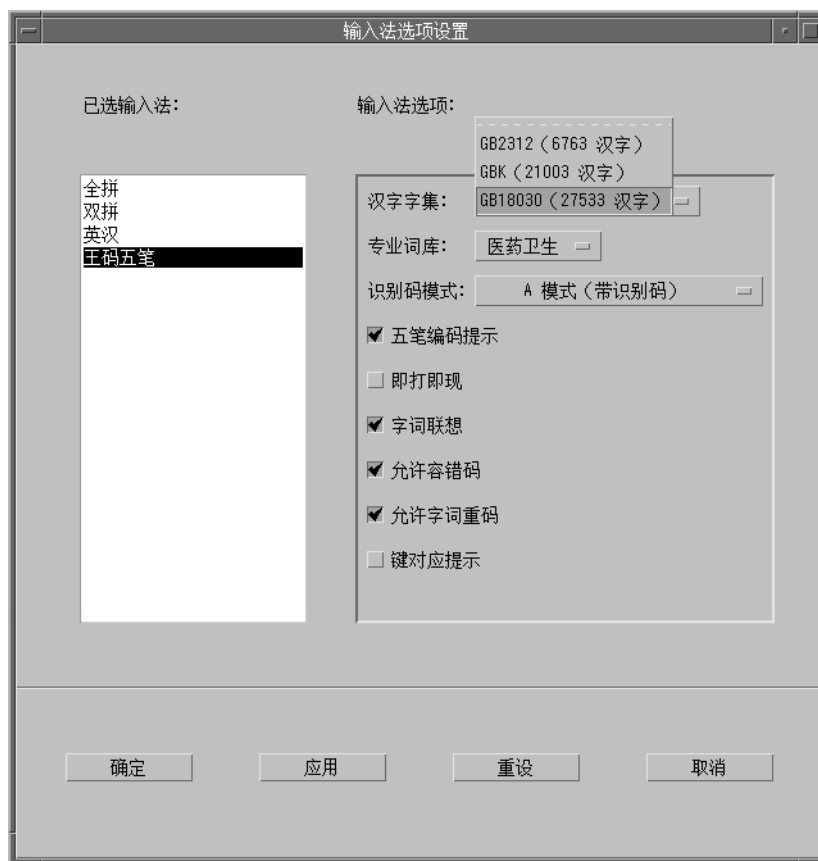 输入法选项设置
已选输入法：
输入法选项：
全拼
双拼
英汉
王码五笔
GB2312（6763 汉字）
GBK（21003 汉字）
汉字字集： GB18030（27533 汉字）
专业词库： 医药卫生
识别码模式： A 模式（带识别码）
五笔编码提示
即打即现
字词联想
允许容错码
允许字词重码
键对应提示
确定 应用 重设 取消